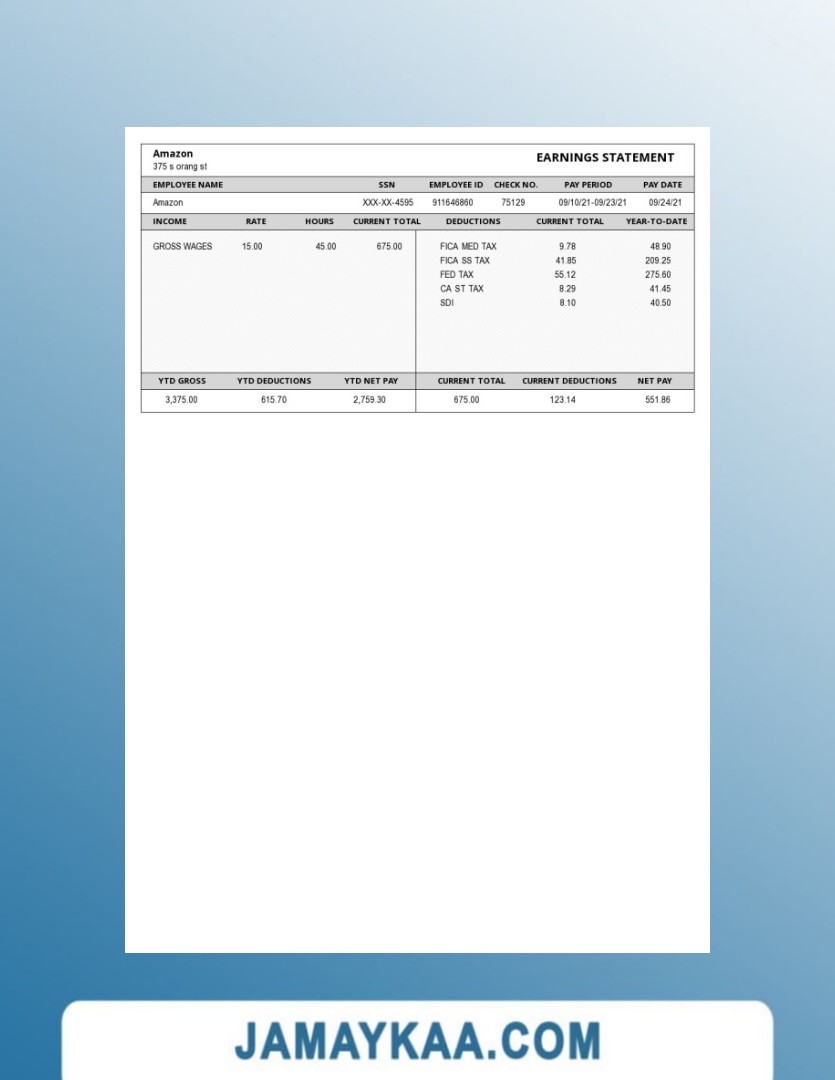 Amazon
375 s orang st
EARNINGS STATEMENT
EMPLOYEE NAME SSN EMPLOYEE ID CHECK NO. PAY PERIOD PAY DATE
Amazon XXX-XX-4595 911646860 75129 09/10/21-09/23/21 09/24/21
INCOME RATE HOURS CURRENT TOTAL DEDUCTIONS CURRENT TOTAL YEAR-TO-DATE
GROSS WAGES 15.00 45.00 675.00 FICA MED TAX 9.78 48.90
FICA SS TAX 41.85 209.25
FED TAX 55.12 275.60
CA ST TAX 8.29 41.45
SDI 8.10 40.50
YTD GROSS YTD DEDUCTIONS YTD NET PAY CURRENT TOTAL CURRENT DEDUCTIONS NET PAY
3,375.00 615.70 2,759.30 675.00 123.14 551.86
JAMAYKAA.COM